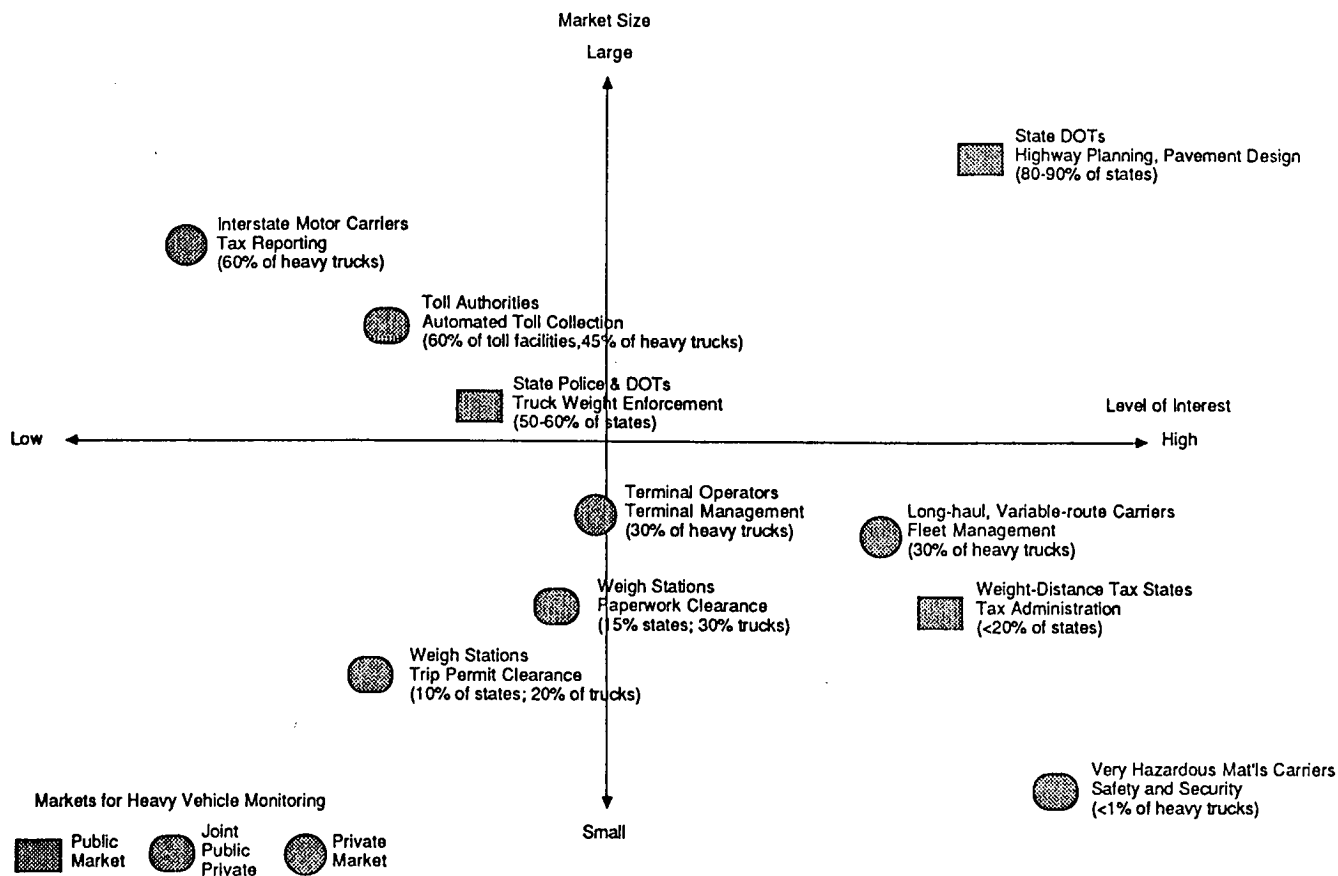 Market Size
Large
State DOTs
Highway Planning, Pavement Design
(80-90% of states)
Interstate Motor Carriers
Tax Reporting
(60% of heavy trucks)
Toll Authorities
Automated Toll Collection
(60% of toll facilities,45% of heavy trucks)
State Police & DOTs
Truck Weight Enforcement
(50-60% of states)
Level of Interest
Low
High
Terminal Operators
Terminal Management
(30% of heavy trucks)
Long-haul, Variable-route Carriers
Fleet Management
(30% of heavy trucks)
Weigh Stations
Paperwork Clearance
(15% states; 30% trucks)
Weight-Distance Tax States
Tax Administration
(<20% of states)
Weigh Stations
Trip Permit Clearance
(10% of states; 20% of trucks)
Very Hazardous Mat'ls Carriers
Safety and Security
(<1% of heavy trucks)
Small
Markets for Heavy Vehicle Monitoring
Public
Market
Joint
Public
Private
Private
Market